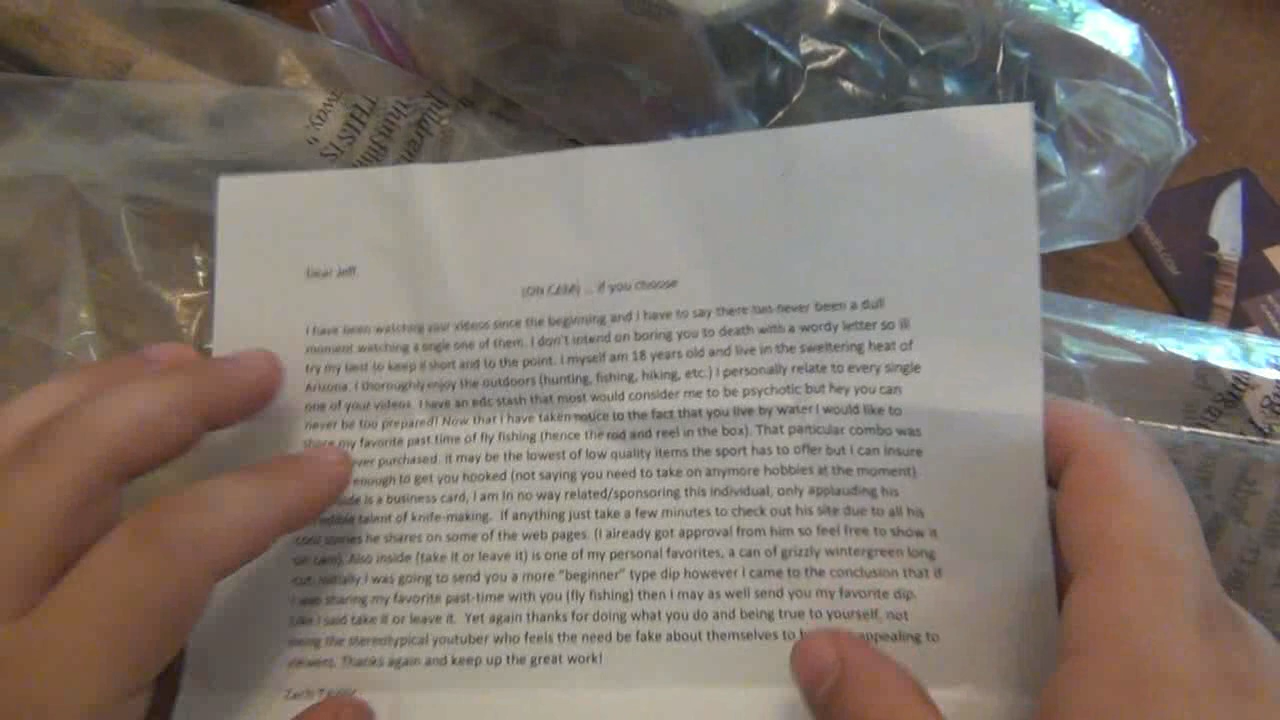 THIS IS
Dear Jeff,
(ON CAM) ... if you choose
I have been watching your videos since the beginning and I have to say there has never been a dull
moment watching a single one of them. I don't intend on boring you to death with a wordy letter so ill
try my best to keep it short and to the point. I myself am 18 years old and live in the sweltering heat of
Arizona. I thoroughly enjoy the outdoors (hunting, fishing, hiking, etc.) I personally relate to every single
one of your videos. I have an edc stash that most would consider me to be psychotic but hey you can
never be too prepared! Now that I have taken notice to the fact that you live by water I would like to
share my favorite past time of fly fishing (hence the rod and reel in the box). That particular combo was
ever purchased. It may be the lowest of low quality items the sport has to offer but I can insure
enough to get you hooked (not saying you need to take on anymore hobbies at the moment)
is a business card, I am in no way related/sponsoring this individual, only applauding his
talent of knife-making. If anything just take a few minutes to check out his site due to all his
cool stories he shares on some of the web pages. (I already got approval from him so feel free to show it
on cam). Also inside (take it or leave it) is one of my personal favorites, a can of grizzly wintergreen long
cut. Initially I was going to send you a more "beginner" type dip however I came to the conclusion that if
I was sharing my favorite past-time with you (fly fishing) then I may as well send you my favorite dip.
Like I said take it or leave it. Yet again thanks for doing what you do and being true to yourself, not
being the stereotypical youtuber who feels the need be fake about themselves to appealing to
viewers. Thanks again and keep up the great work!
Zach